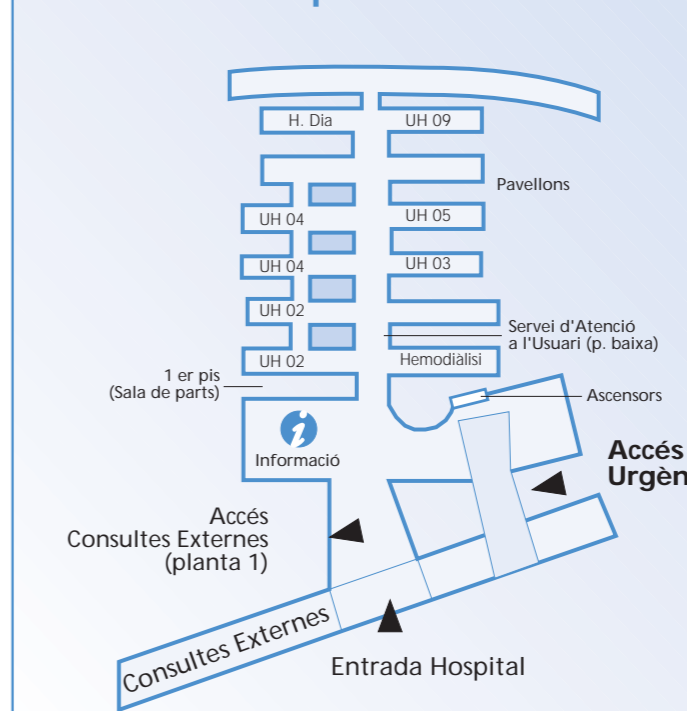 H. Dia
UH 09
Pavellons
UH 04
UH 05
UH 04
UH 03
UH 02
Servei d'Atenció
a l'Usuari (p. baixa)
UH 02
Hemodiàlisi
1 er pis
(Sala de parts)
Ascensors
i
Informació
Accés
Urgèn
Accés
Consultes Externes
(planta 1)
Consultes Externes
Entrada Hospital